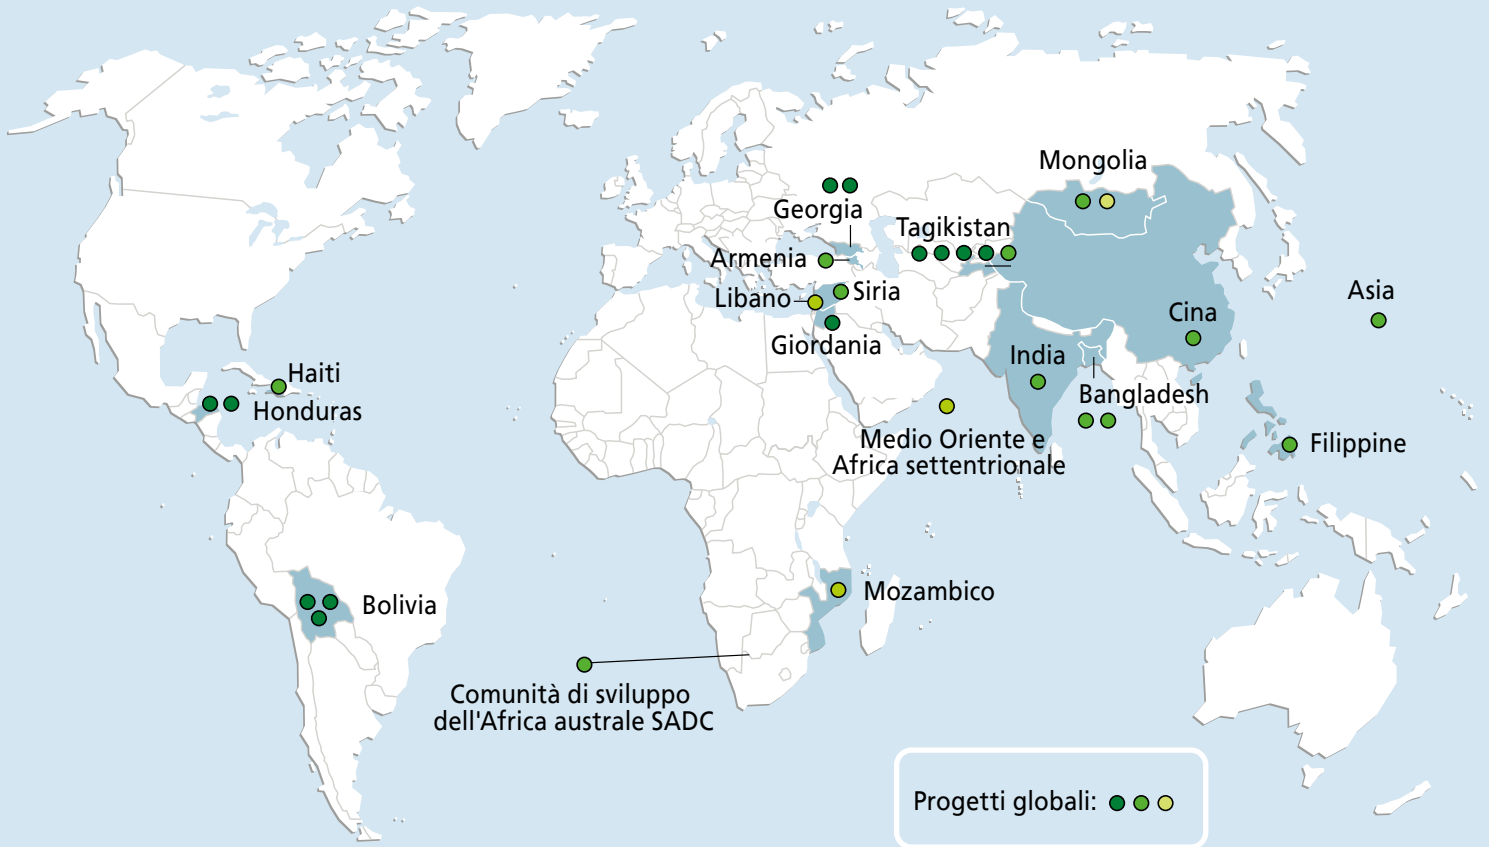 Mongolia
Georgia
Tagikistan
Armenia
Libano
Siria
Asia
Cina
Giordania
India
Haiti
Bangladesh
Honduras
Medio Oriente e
Africa settentrionale
Filippine
Mozambico
Bolivia
Comunità di sviluppo
dell'Africa australe SADC
Progetti globali: